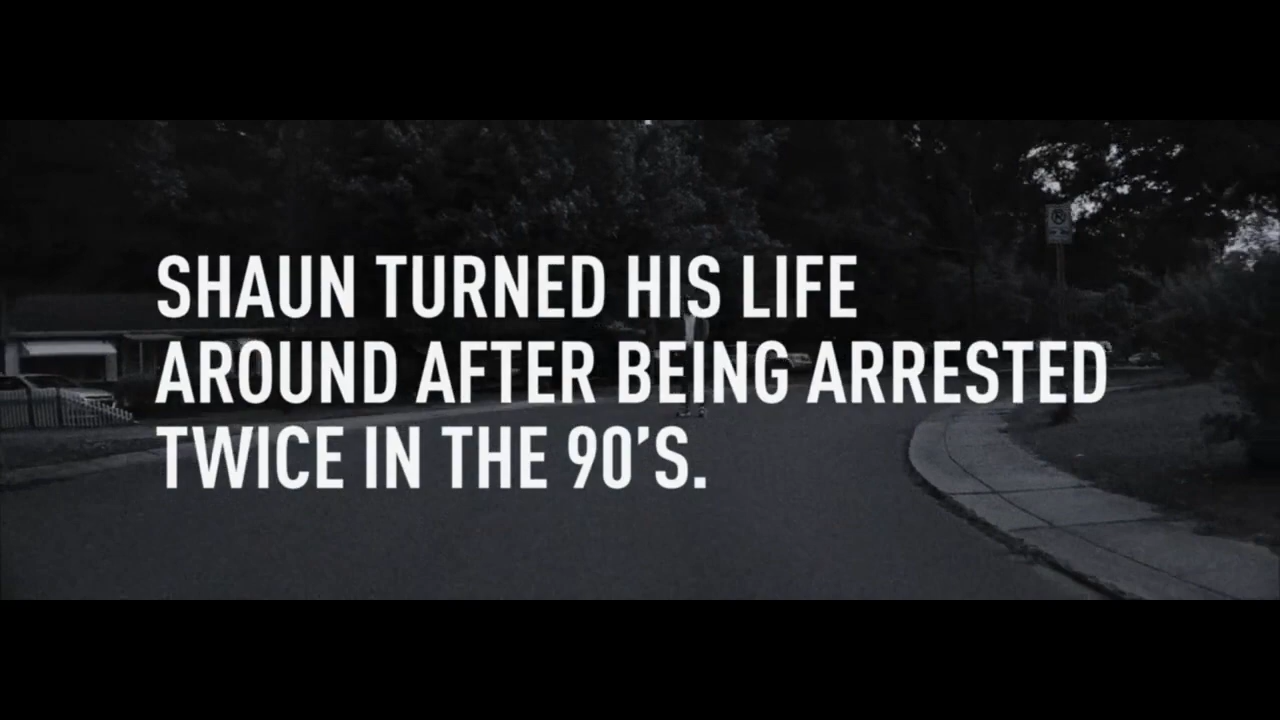 SHAUN TURNED HIS LIFE
AROUND AFTER BEING ARRESTED
TWICE IN THE 90'S.